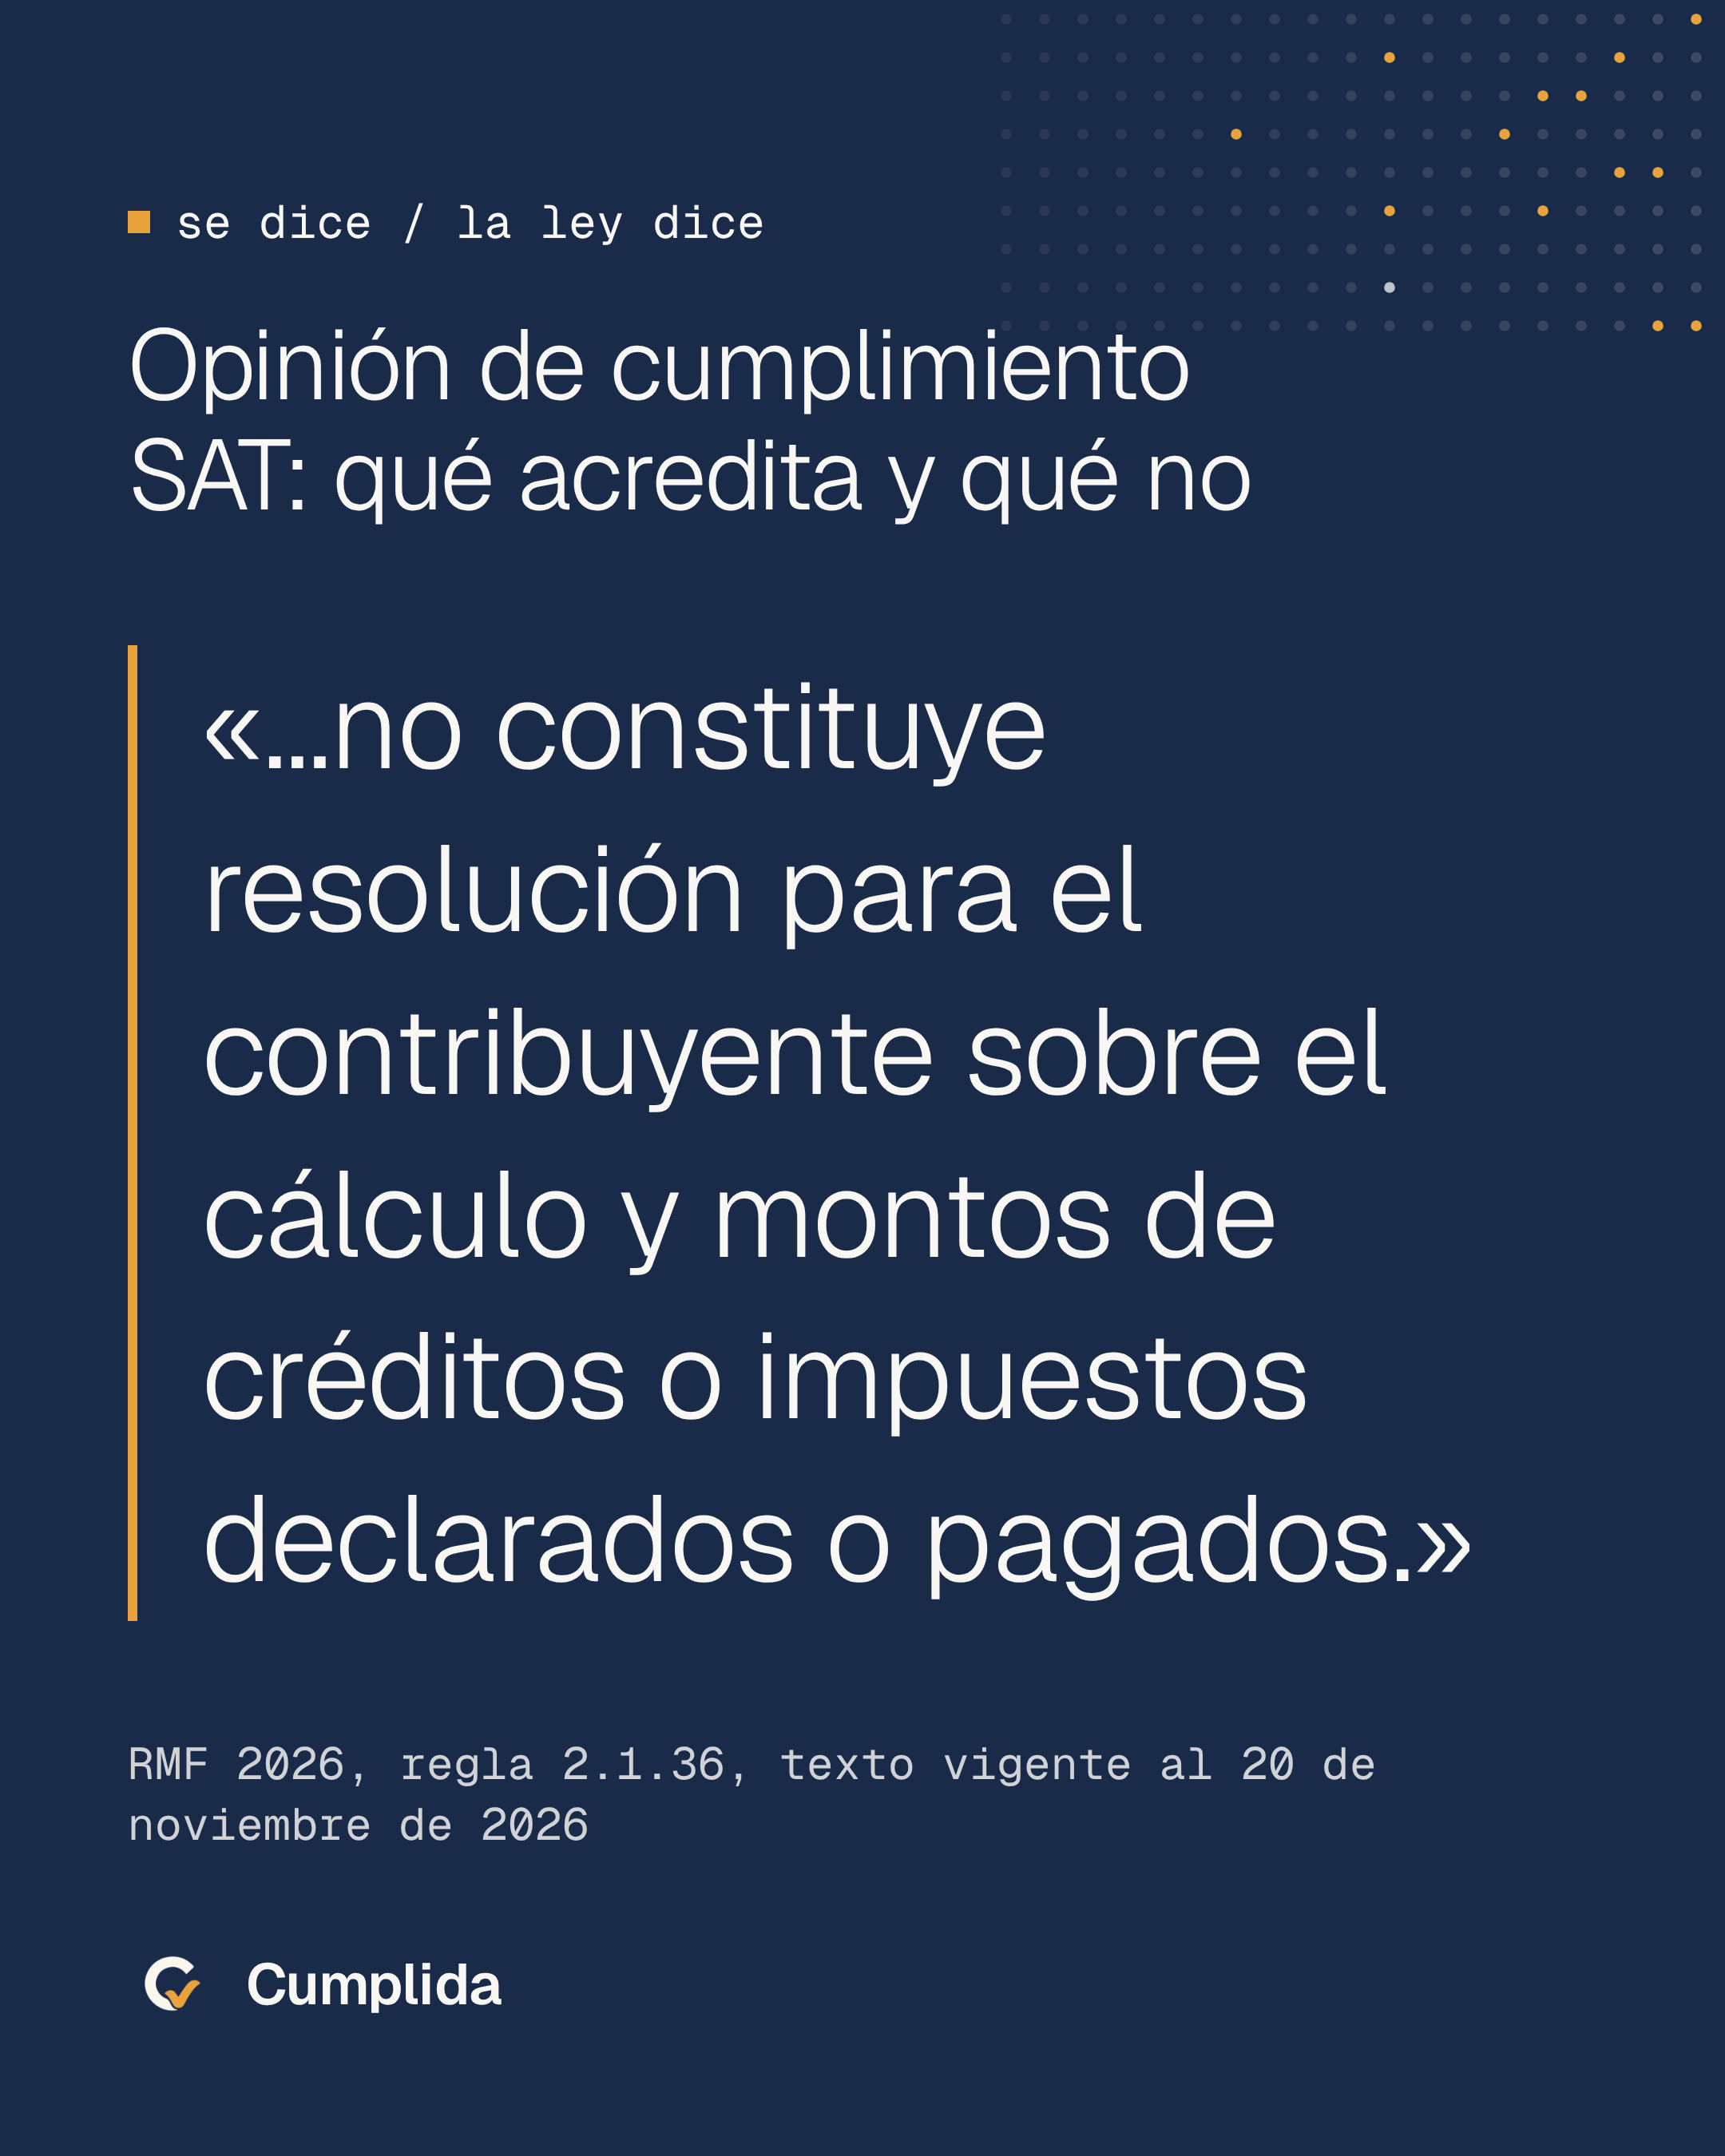 se dice / la ley dice
Opinión de cumplimiento
SAT: qué acredita y qué no
«…no constituye
resolución para el
contribuyente sobre el
cálculo y montos de
créditos o impuestos
declarados o pagados.»
RMF 2026, regla 2.1.36, texto vigente al 20 de
noviembre de 2026
Cumplida